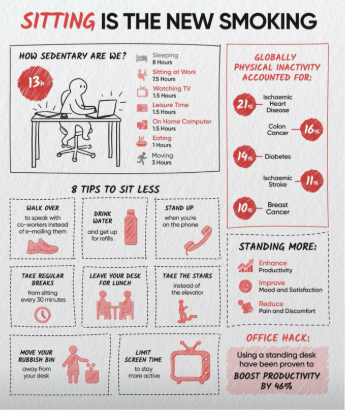 SITTING IS THE NEW SMOKING
HOW SEDENTARY ARE WE?
13h
Sleeping
8 Hours
Sitting at Work
7.5 Hours
Watching TV
1.5 Hours
Leisure Time
1.5 Hours
On Home Computer
1.5 Hours
Eating
1 Hours
Moving
3 Hours
GLOBALLY
PHYSICAL INACTIVITY
ACCOUNTED FOR:
21%
Ischaemic
Heart
Disease
Colon
Cancer
16%
14%
Diabetes
Ischaemic
Stroke
11%
10%
Breast
Cancer
8 TIPS TO SIT LESS
WALK OVER
to speak with
co-workers instead
of e-mailing them
DRINK
WATER
and get up
for refills
STAND UP
when you're
on the phone
TAKE REGULAR
BREAKS
from sitting
every 30 minutes
LEAVE YOUR DESK
FOR LUNCH
TAKE THE STAIRS
instead of
the elevator
MOVE YOUR
RUBBISH BIN
away from
your desk
LIMIT
SCREEN TIME
to stay
more active
STANDING MORE:
Enhance
Productivity
Improve
Mood and Satisfaction
Reduce
Pain and Discomfort
OFFICE HACK:
Using a standing desk
have been proven to
BOOST PRODUCTIVITY
BY 46%